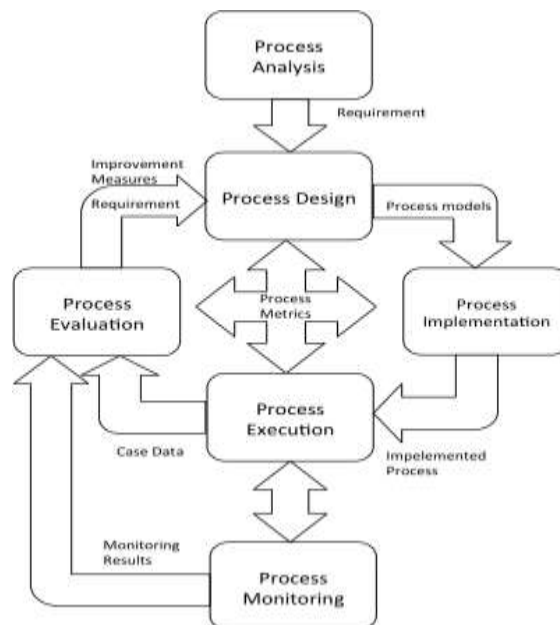 Process
Analysis
Requirement
Improvement
Measures
Requirement
Process Design
Process models
Process
Evaluation
Process
Metrics
Process
Implementation
Process
Execution
Case Data
Impelemented
Process
Monitoring
Results
Process
Monitoring